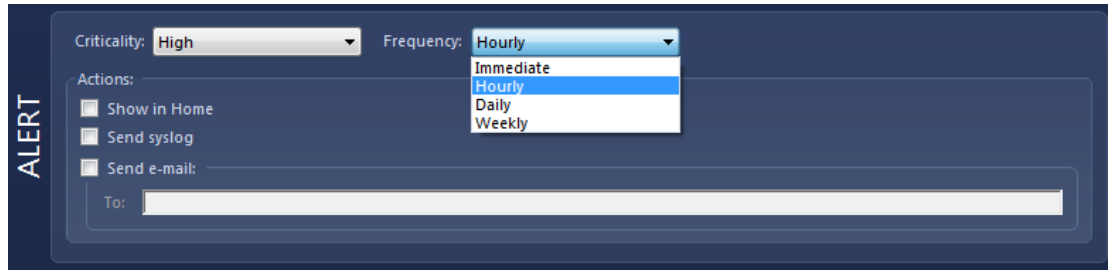 ALERT
Criticality: High Frequency: Hourly
Immediate
Hourly
Daily
Weekly
Actions:
Show in Home
Send syslog
Send e-mail:
To: